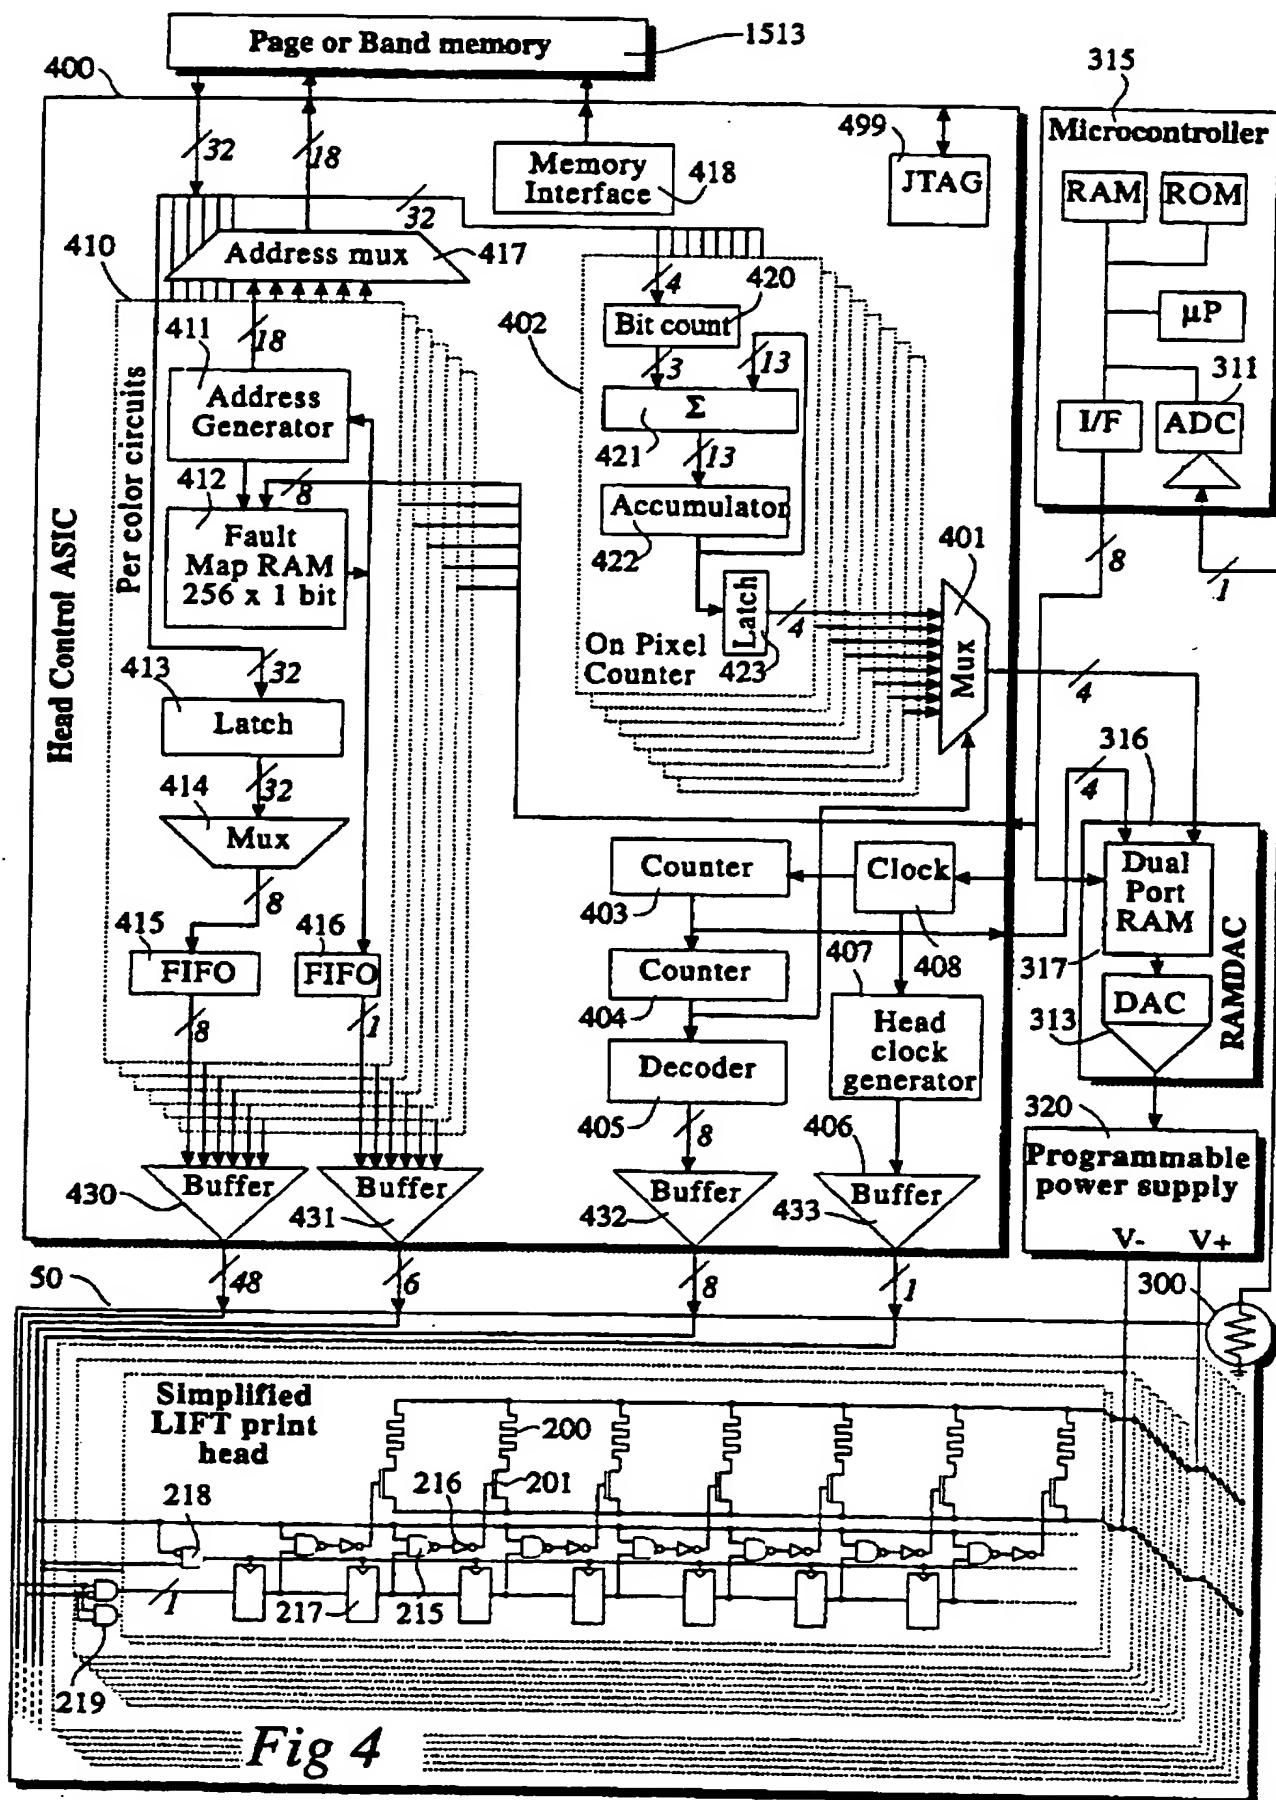 Page or Band memory
1513
400
315
Microcontroller
499
32
18
Memory
Interface
418
JTAG
RAM
ROM
32
410
Address mux
417
4
420
µP
411
18
402
Bit count
Per color circuits
3
13
311
Address
Generator
Σ
I/F
ADC
421
13
412
8
Accumulator
Fault
Map RAM
256 x 1 bit
422
401
8
1
Latch
4
On Pixel
Counter
423
Mux
4
413
32
Head Control ASIC
Latch
316
4
414
32
Mux
Counter
Clock
Dual
Port
RAM
8
403
415
416
407
408
317
FIFO
FIFO
Counter
DAC
RAMDAC
404
313
8
1
Head
clock
generator
Decoder
320
405
8
406
Programmable
power supply
Buffer
Buffer
Buffer
Buffer
430
431
432
433
V-
V+
50
48
6
8
1
300
Simplified
LIFT print
head
200
201
216
218
1
217
215
219
Fig 4